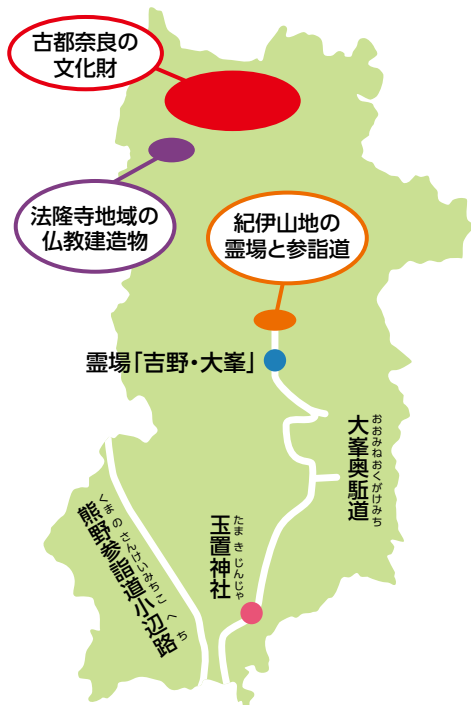 古都奈良の
文化財
法隆寺地域の
仏教建造物
紀伊山地の
霊場と参詣道
霊場「吉野・大峯」
おおみねおくがけみち
大峯奥駈道
たまきじんじゃ
玉置神社
くまのさんけいみちこへち
熊野参詣道小辺路